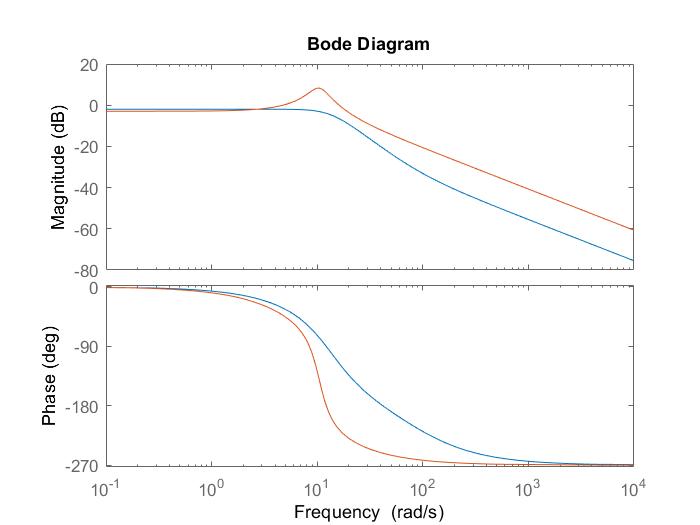 Bode Diagram
20
0
-20
-40
-60
-80
Magnitude (dB)
0
-90
-180
-270
Phase (deg)
10^-1 10^0 10^1 10^2 10^3 10^4
Frequency (rad/s)